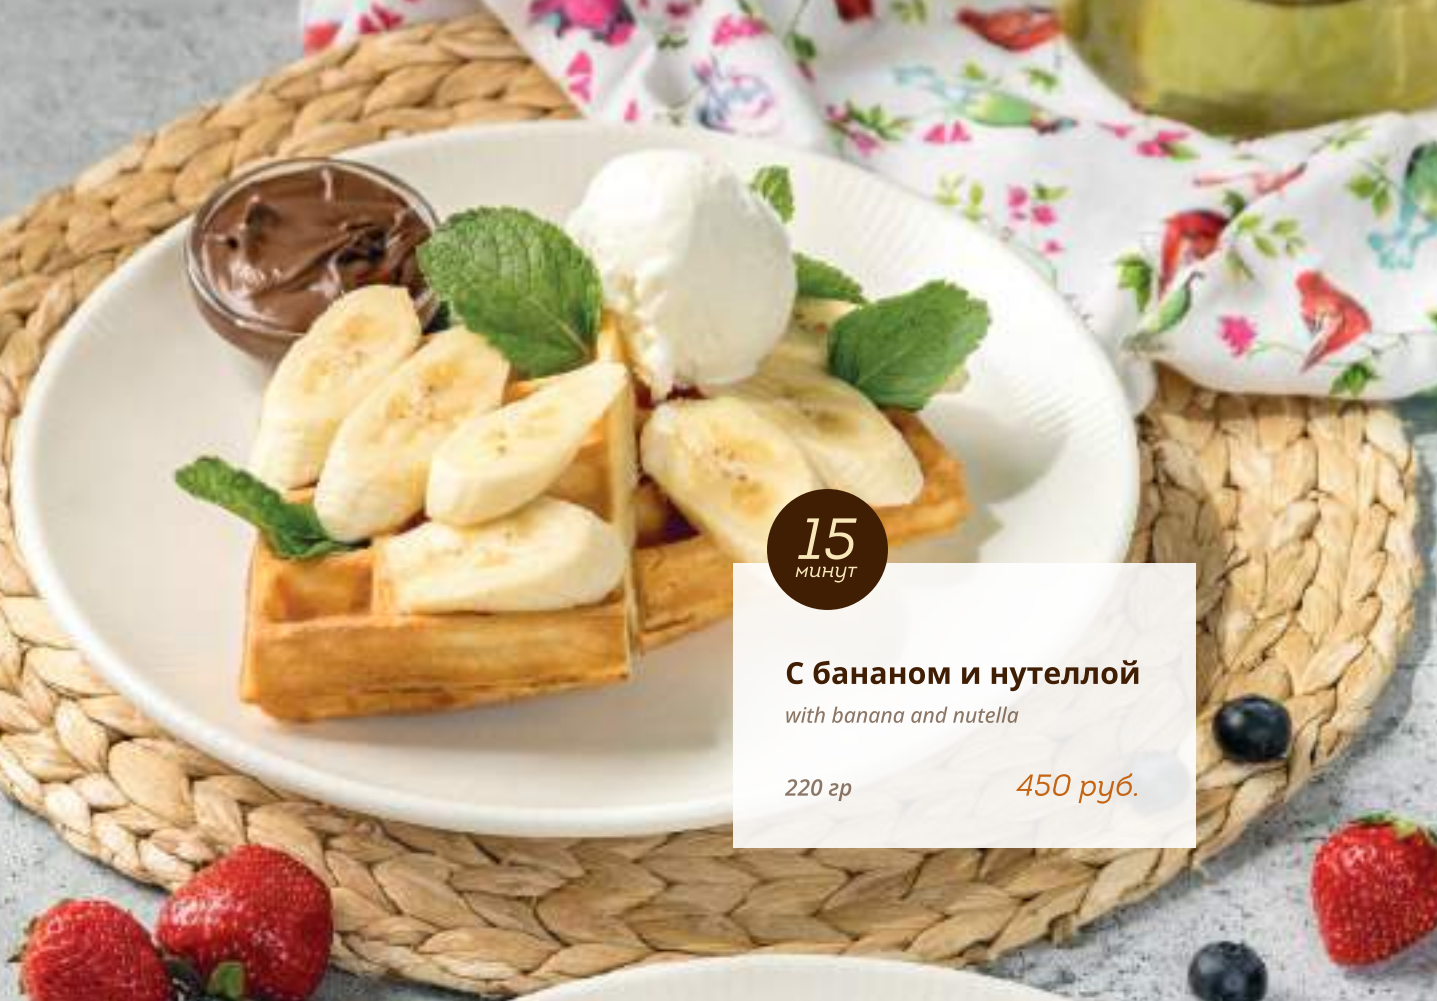 15
минут
С бананом и нутеллой
with banana and nutella
220 гр
450 руб.